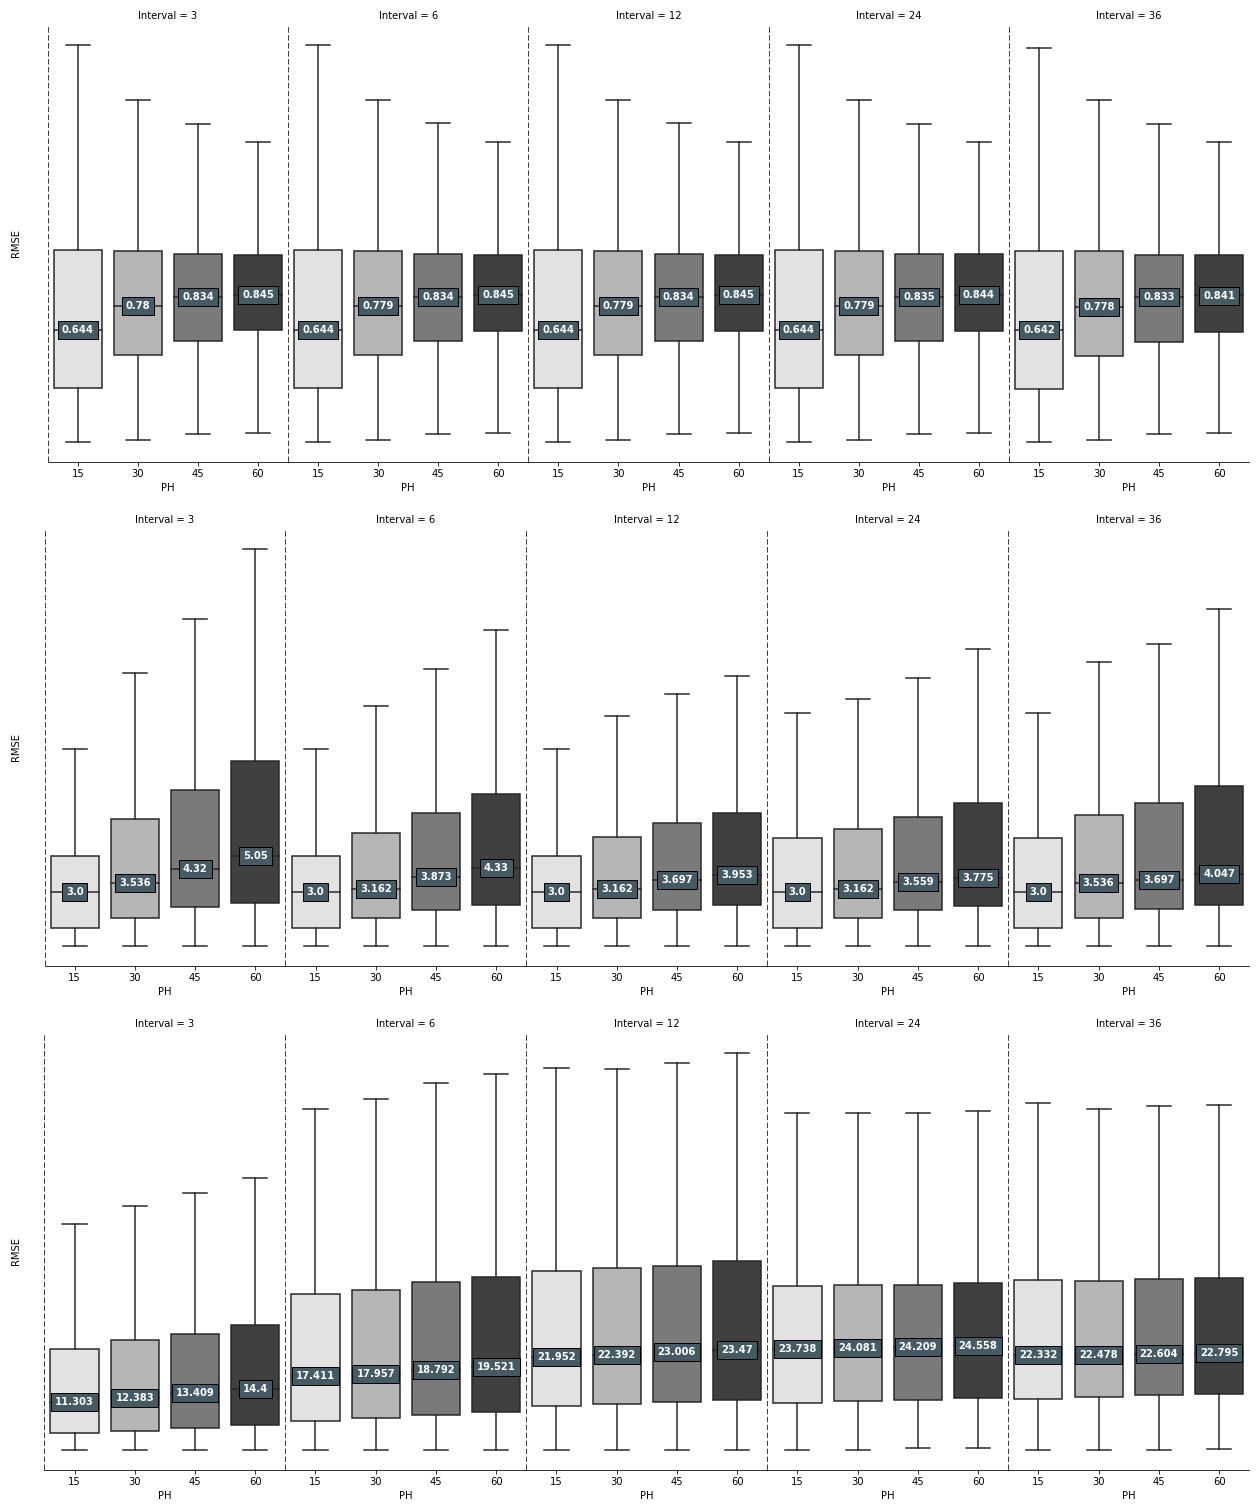 Interval = 3 Interval = 6 Interval = 12 Interval = 24 Interval = 36
RMSE
0.644 0.78 0.834 0.845 0.644 0.779 0.834 0.845 0.644 0.779 0.834 0.845 0.644 0.779 0.835 0.844 0.642 0.778 0.833 0.841
15 30 45 60 15 30 45 60 15 30 45 60 15 30 45 60 15 30 45 60
PH PH PH PH PH
Interval = 3 Interval = 6 Interval = 12 Interval = 24 Interval = 36
RMSE
3.0 3.536 4.32 5.05 3.0 3.162 3.873 4.33 3.0 3.162 3.697 3.953 3.0 3.162 3.559 3.775 3.0 3.536 3.697 4.047
15 30 45 60 15 30 45 60 15 30 45 60 15 30 45 60 15 30 45 60
PH PH PH PH PH
Interval = 3 Interval = 6 Interval = 12 Interval = 24 Interval = 36
RMSE
11.303 12.383 13.409 14.4 17.411 17.957 18.792 19.521 21.952 22.392 23.006 23.47 23.738 24.081 24.209 24.558 22.332 22.478 22.604 22.795
15 30 45 60 15 30 45 60 15 30 45 60 15 30 45 60 15 30 45 60
PH PH PH PH PH